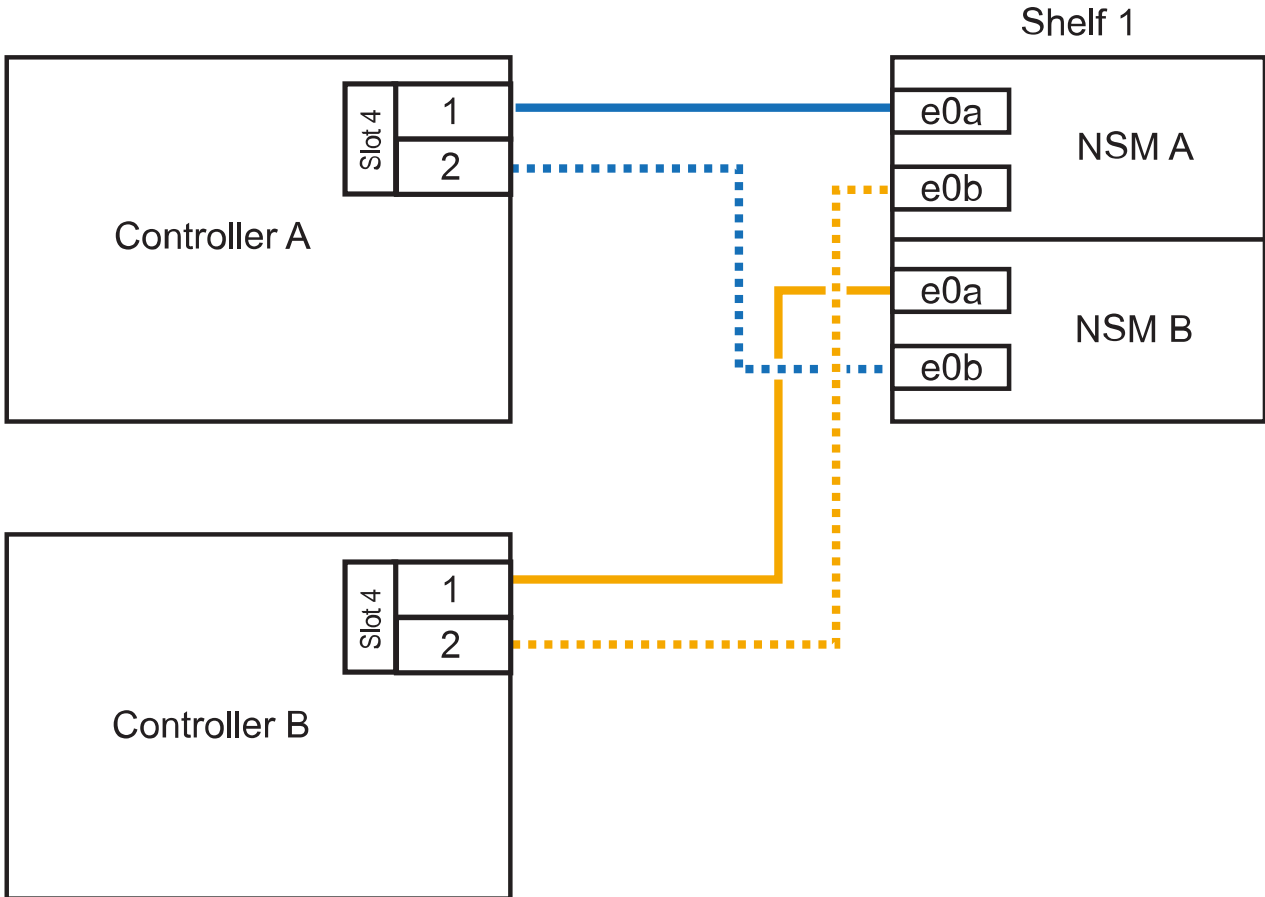 Shelf 1
Slot 4
1
2
Controller A
e0a
e0b
NSM A
e0a
e0b
NSM B
Slot 4
1
2
Controller B